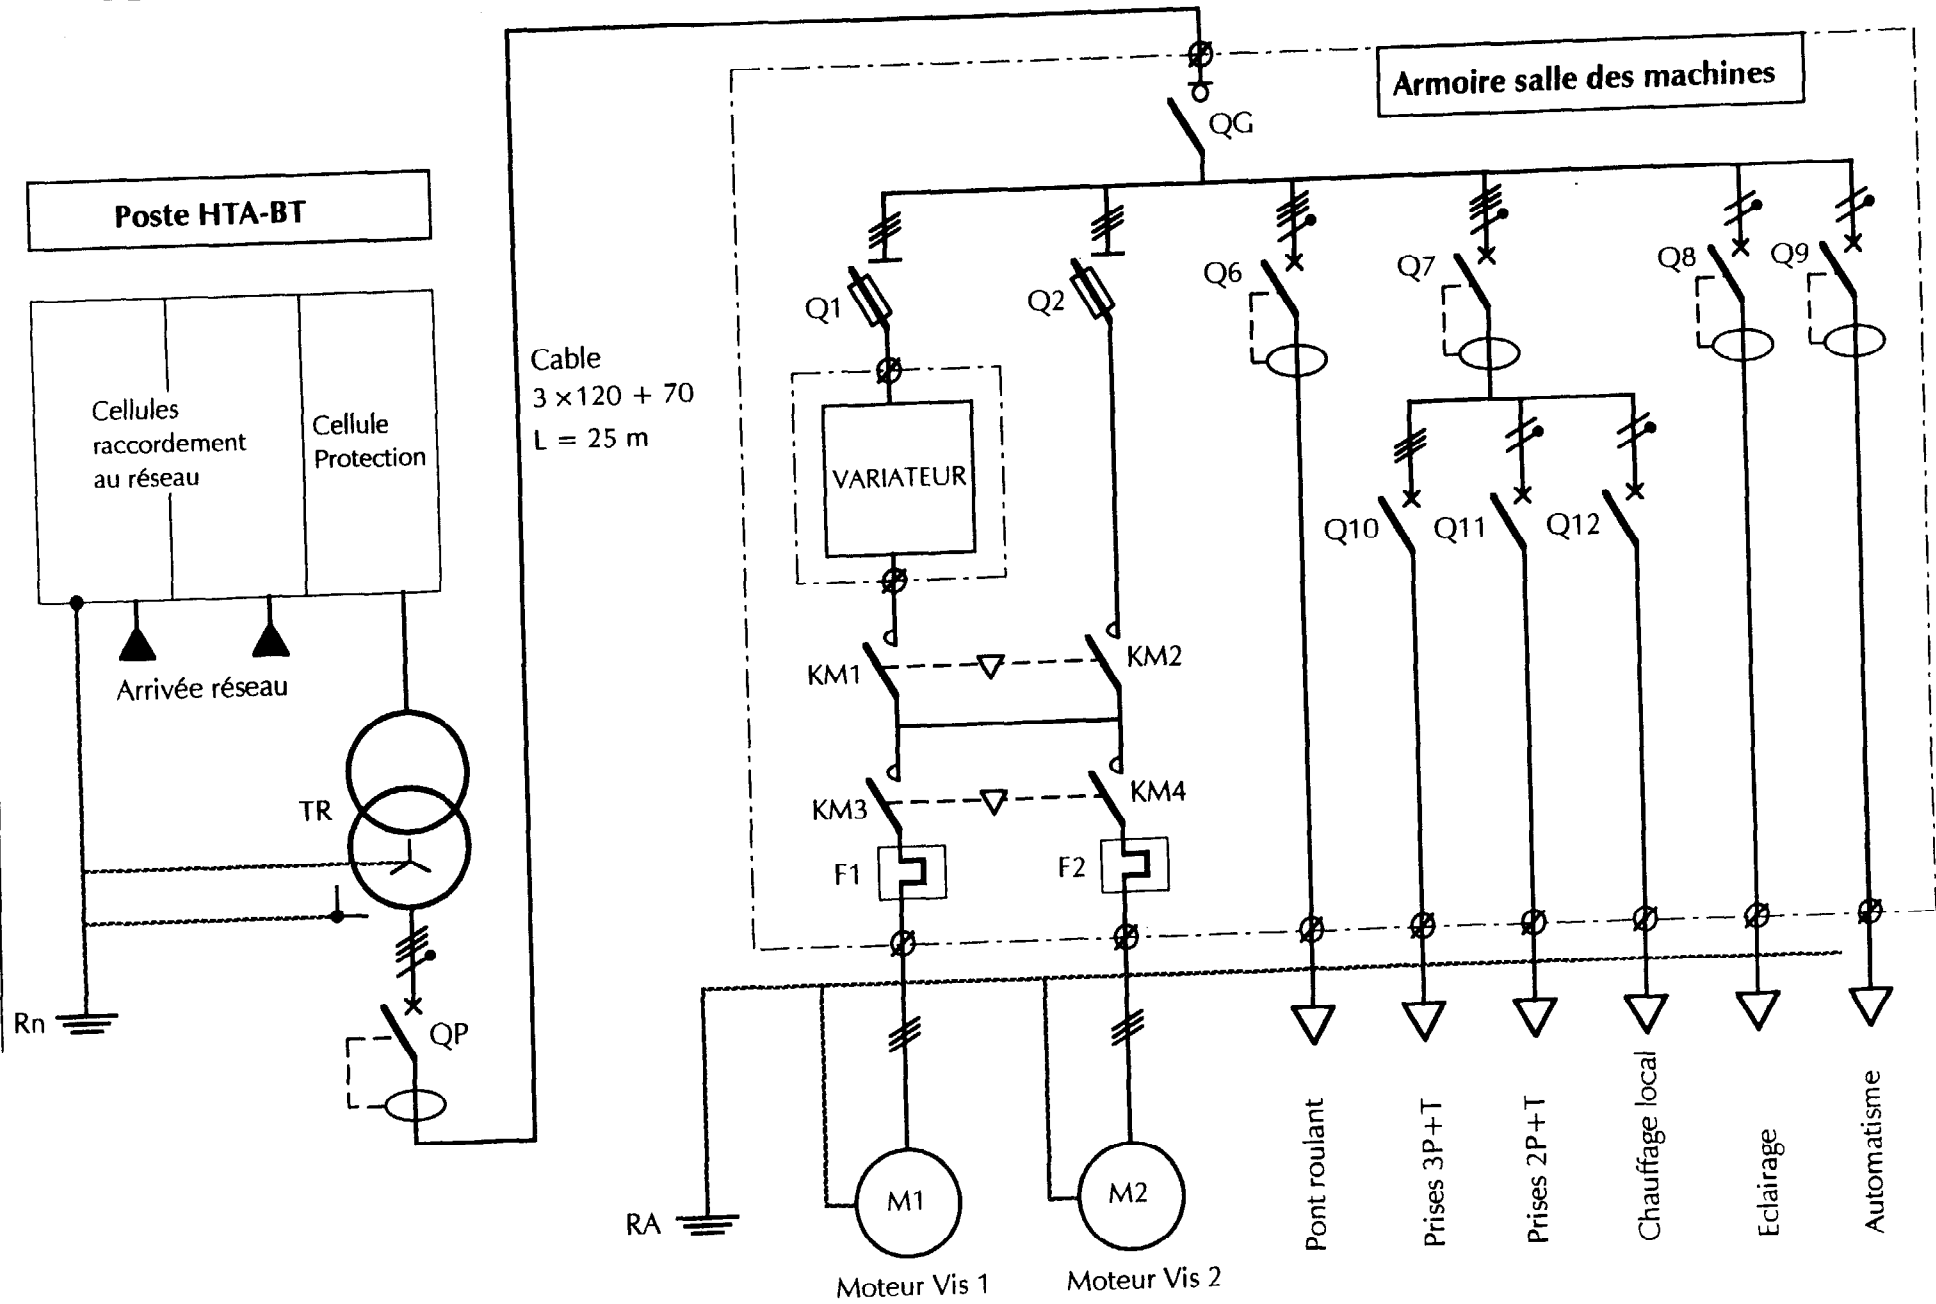 Armoire salle des machines
QG
Poste HTA-BT
Cellules
raccordement
au réseau
Cellule
Protection
Arrivée réseau
TR
Rn
QP
Cable
3 ×120 + 70
L = 25 m
Q1
Q2
Q6
Q7
Q8
Q9
VARIATEUR
Q10
Q11
Q12
KM1
KM2
KM3
KM4
F1
F2
RA
M1
M2
Moteur Vis 1
Moteur Vis 2
Pont roulant
Prises 3P+T
Prises 2P+T
Chauffage local
Eclairage
Automatisme